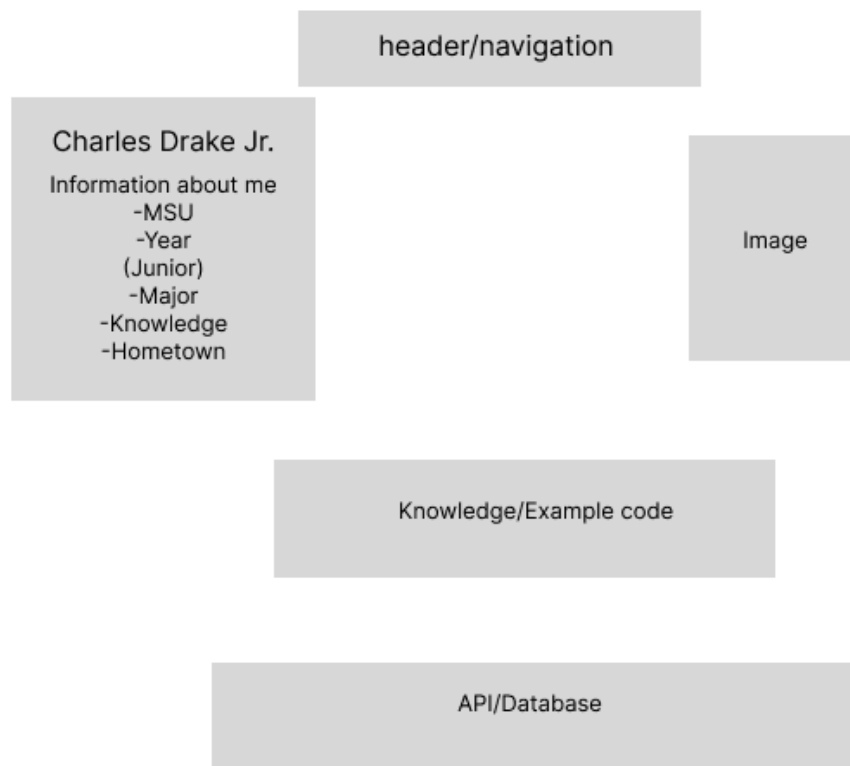 header/navigation
Charles Drake Jr.
Information about me
-MSU
-Year
(Junior)
-Major
-Knowledge
-Hometown
Image
Knowledge/Example code
API/Database